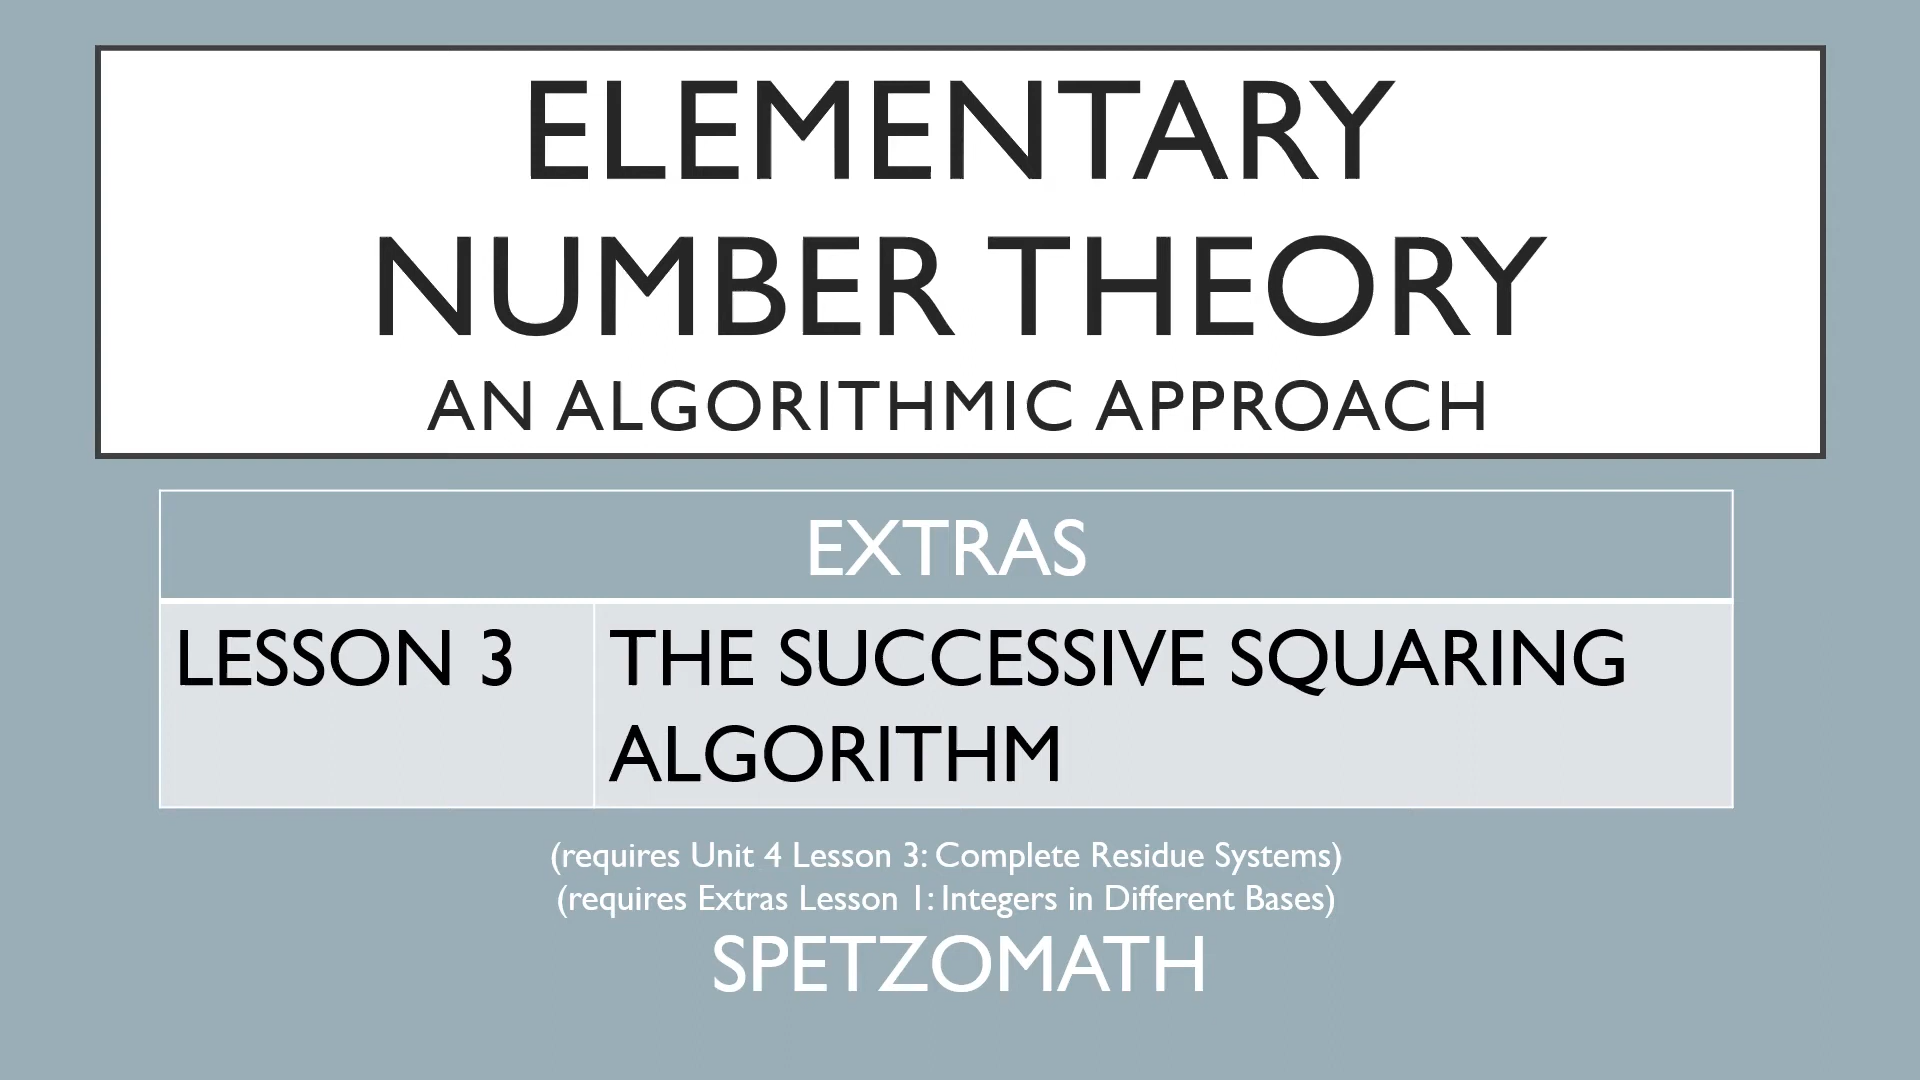 ELEMENTARY
NUMBER THEORY
AN ALGORITHMIC APPROACH
EXTRAS
LESSON 3
THE SUCCESSIVE SQUARING
ALGORITHM
(requires Unit 4 Lesson 3: Complete Residue Systems)
(requires Extras Lesson 1: Integers in Different Bases)
SPETZOMATH